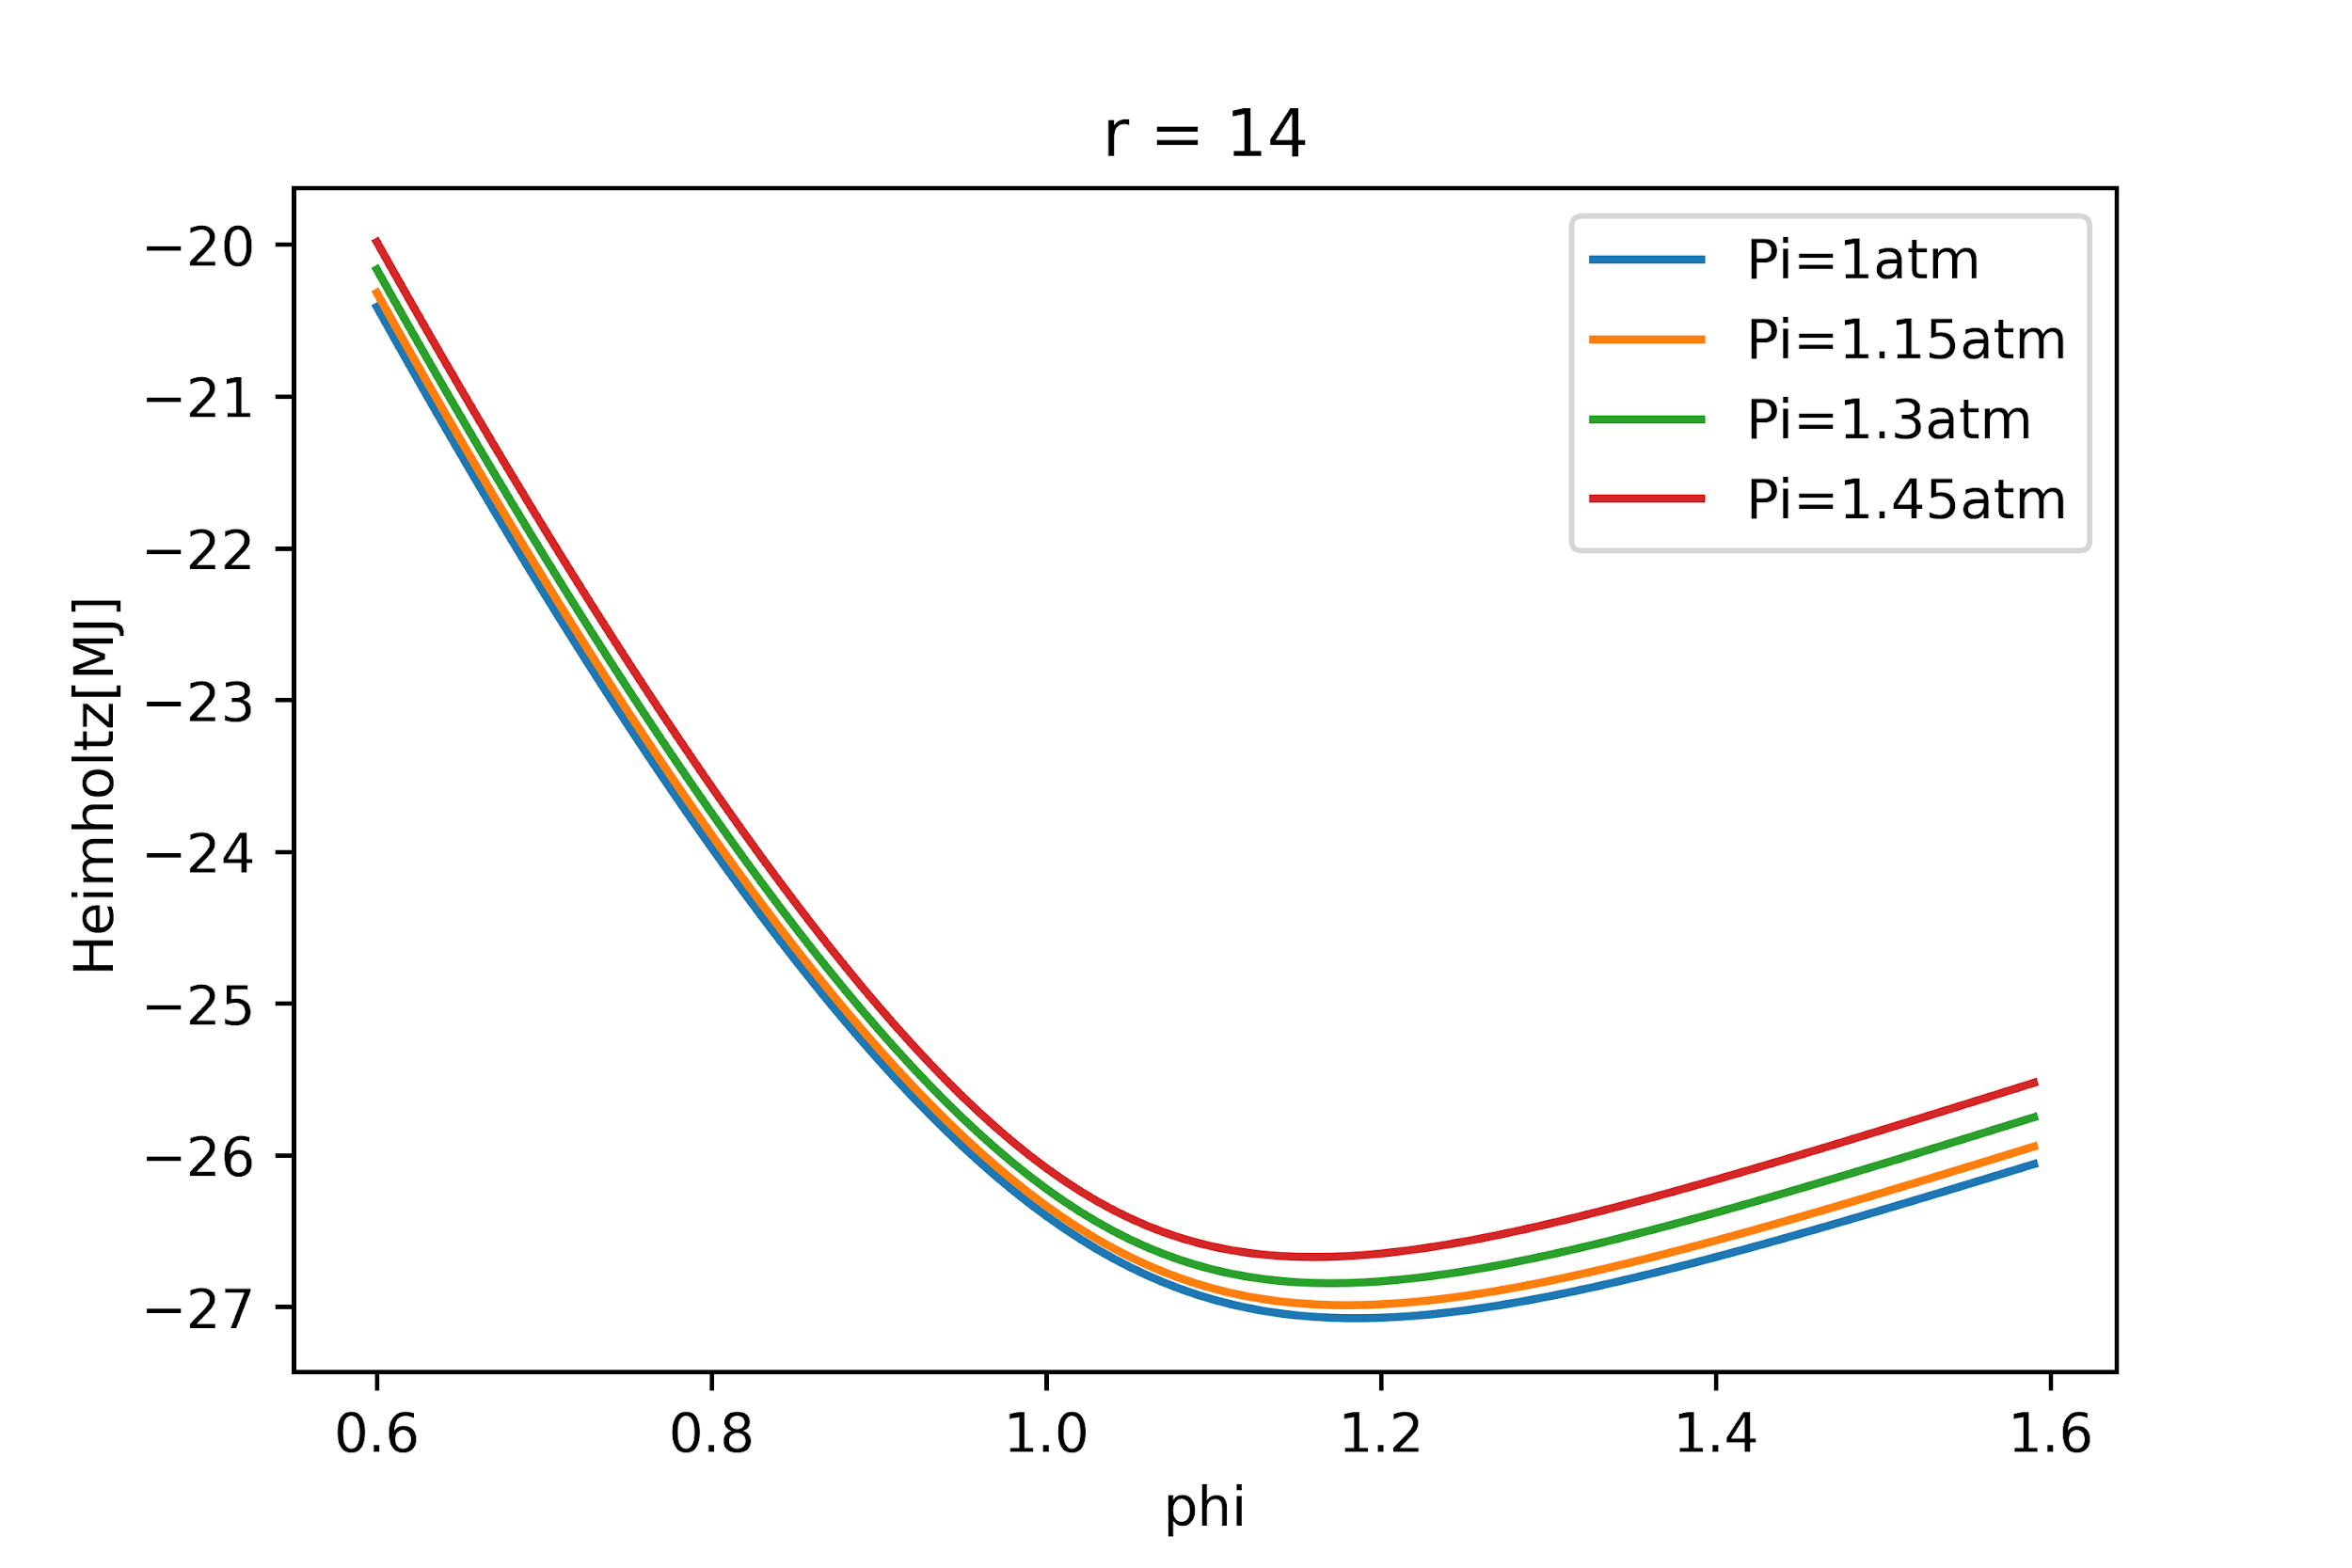 r = 14
Heimholtz[MJ]
−20
−21
−22
−23
−24
−25
−26
−27
Pi=1atm
Pi=1.15atm
Pi=1.3atm
Pi=1.45atm
0.6 0.8 1.0 1.2 1.4 1.6
phi